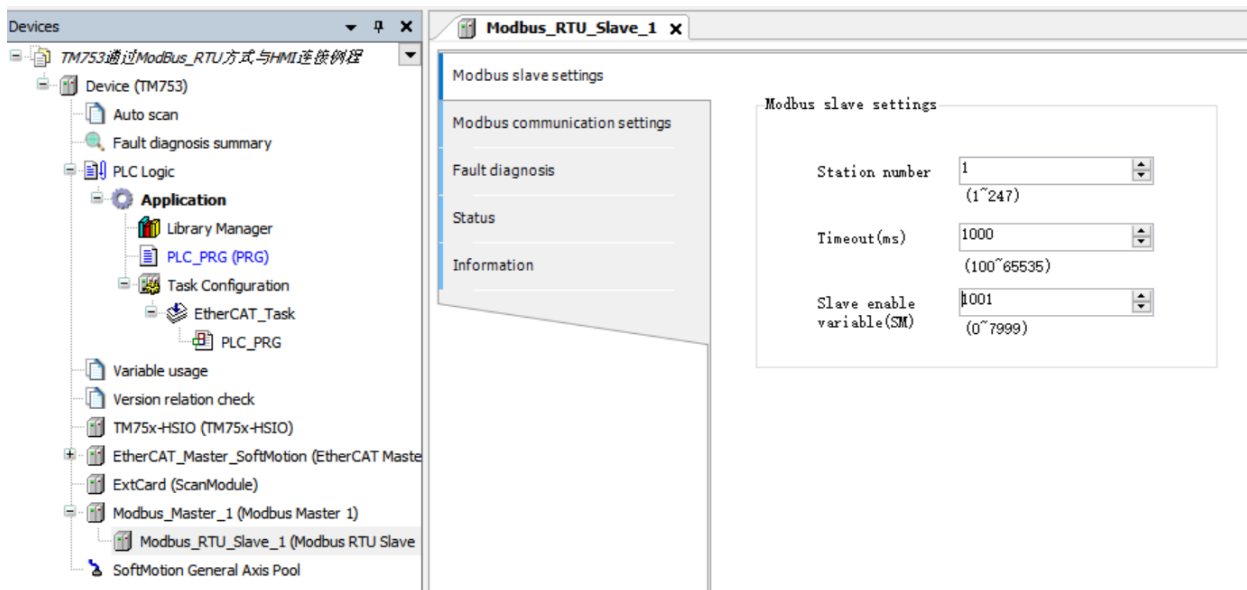 Devices
TM753通过ModBus_RTU方式与HMI连接例程
Device (TM753)
Auto scan
Fault diagnosis summary
PLC Logic
Application
Library Manager
PLC_PRG (PRG)
Task Configuration
EtherCAT_Task
PLC_PRG
Variable usage
Version relation check
TM75x-HSIO (TM75x-HSIO)
EtherCAT_Master_SoftMotion (EtherCAT Maste
ExtCard (ScanModule)
Modbus_Master_1 (Modbus Master 1)
Modbus_RTU_Slave_1 (Modbus RTU Slave
SoftMotion General Axis Pool
Modbus_RTU_Slave_1
Modbus slave settings
Modbus communication settings
Fault diagnosis
Status
Information
Modbus slave settings
Station number 1
(1~247)
Timeout(ms) 1000
(100~65535)
Slave enable 1001
variable(SM) (0~7999)